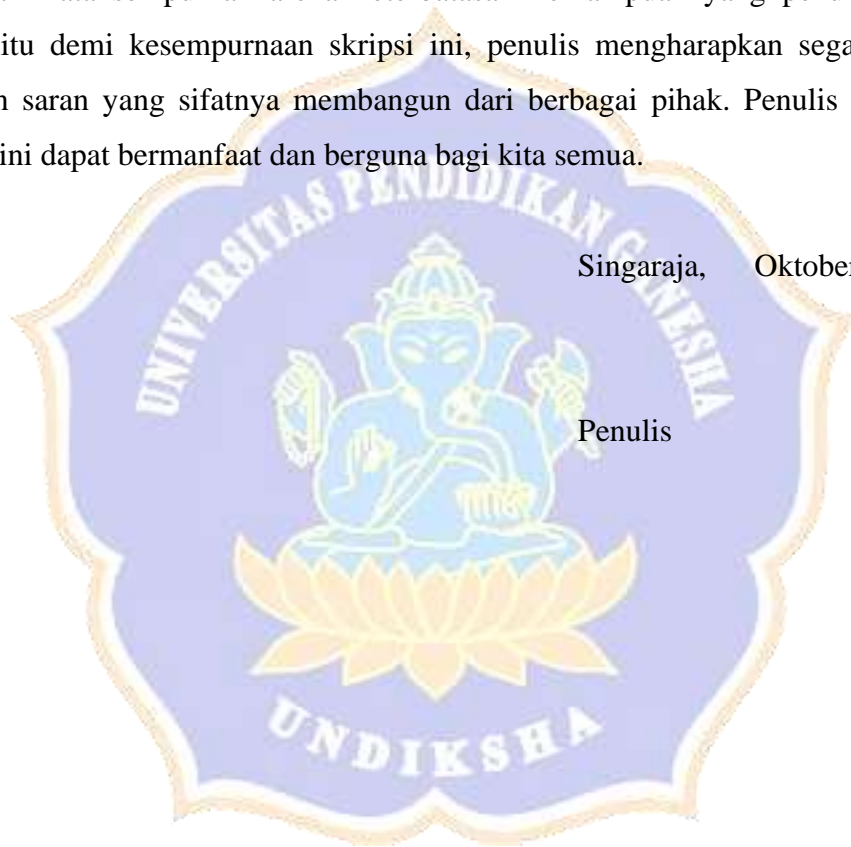 itu demi kesempurnaan skripsi ini, penulis mengharapkan
saran yang sifatnya membangun dari berbagai pihak. Penulis
ini dapat bermanfaat dan berguna bagi kita semua.
UNIVERSITAS PENDIDIKAN GANESHA
Singaraja, Oktober
Penulis
UNDIKSHA